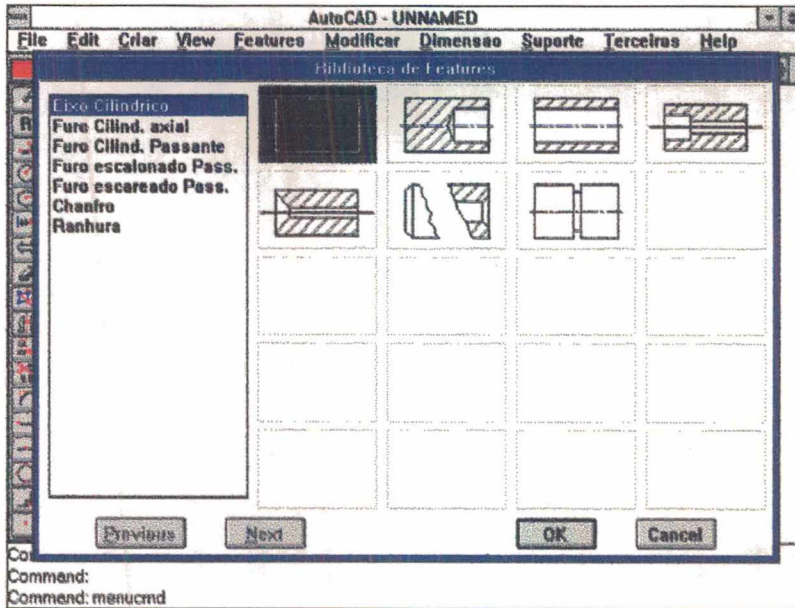 AutoCAD - UNNAMED
File Edit Criar View Features Modificar Dimensao Suporte Terceiros Help
Biblioteca de Features
Eixo Cilindrico
Furo Cilind. axial
Furo Cilind. Passante
Furo escalonado Pass.
Furo escareado Pass.
Chanfro
Ranhura
Previous Next OK Cancel
Command:
Command: menucmd